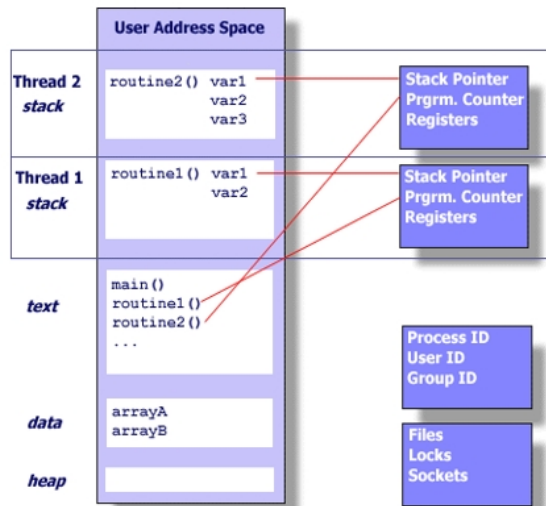 User Address Space
Thread 2
stack
routine2() var1
var2
var3
Stack Pointer
Prgrm. Counter
Registers
Thread 1
stack
routine1() var1
var2
Stack Pointer
Prgrm. Counter
Registers
text
main()
routine1()
routine2()
...
Process ID
User ID
Group ID
data
arrayA
arrayB
Files
Locks
Sockets
heap